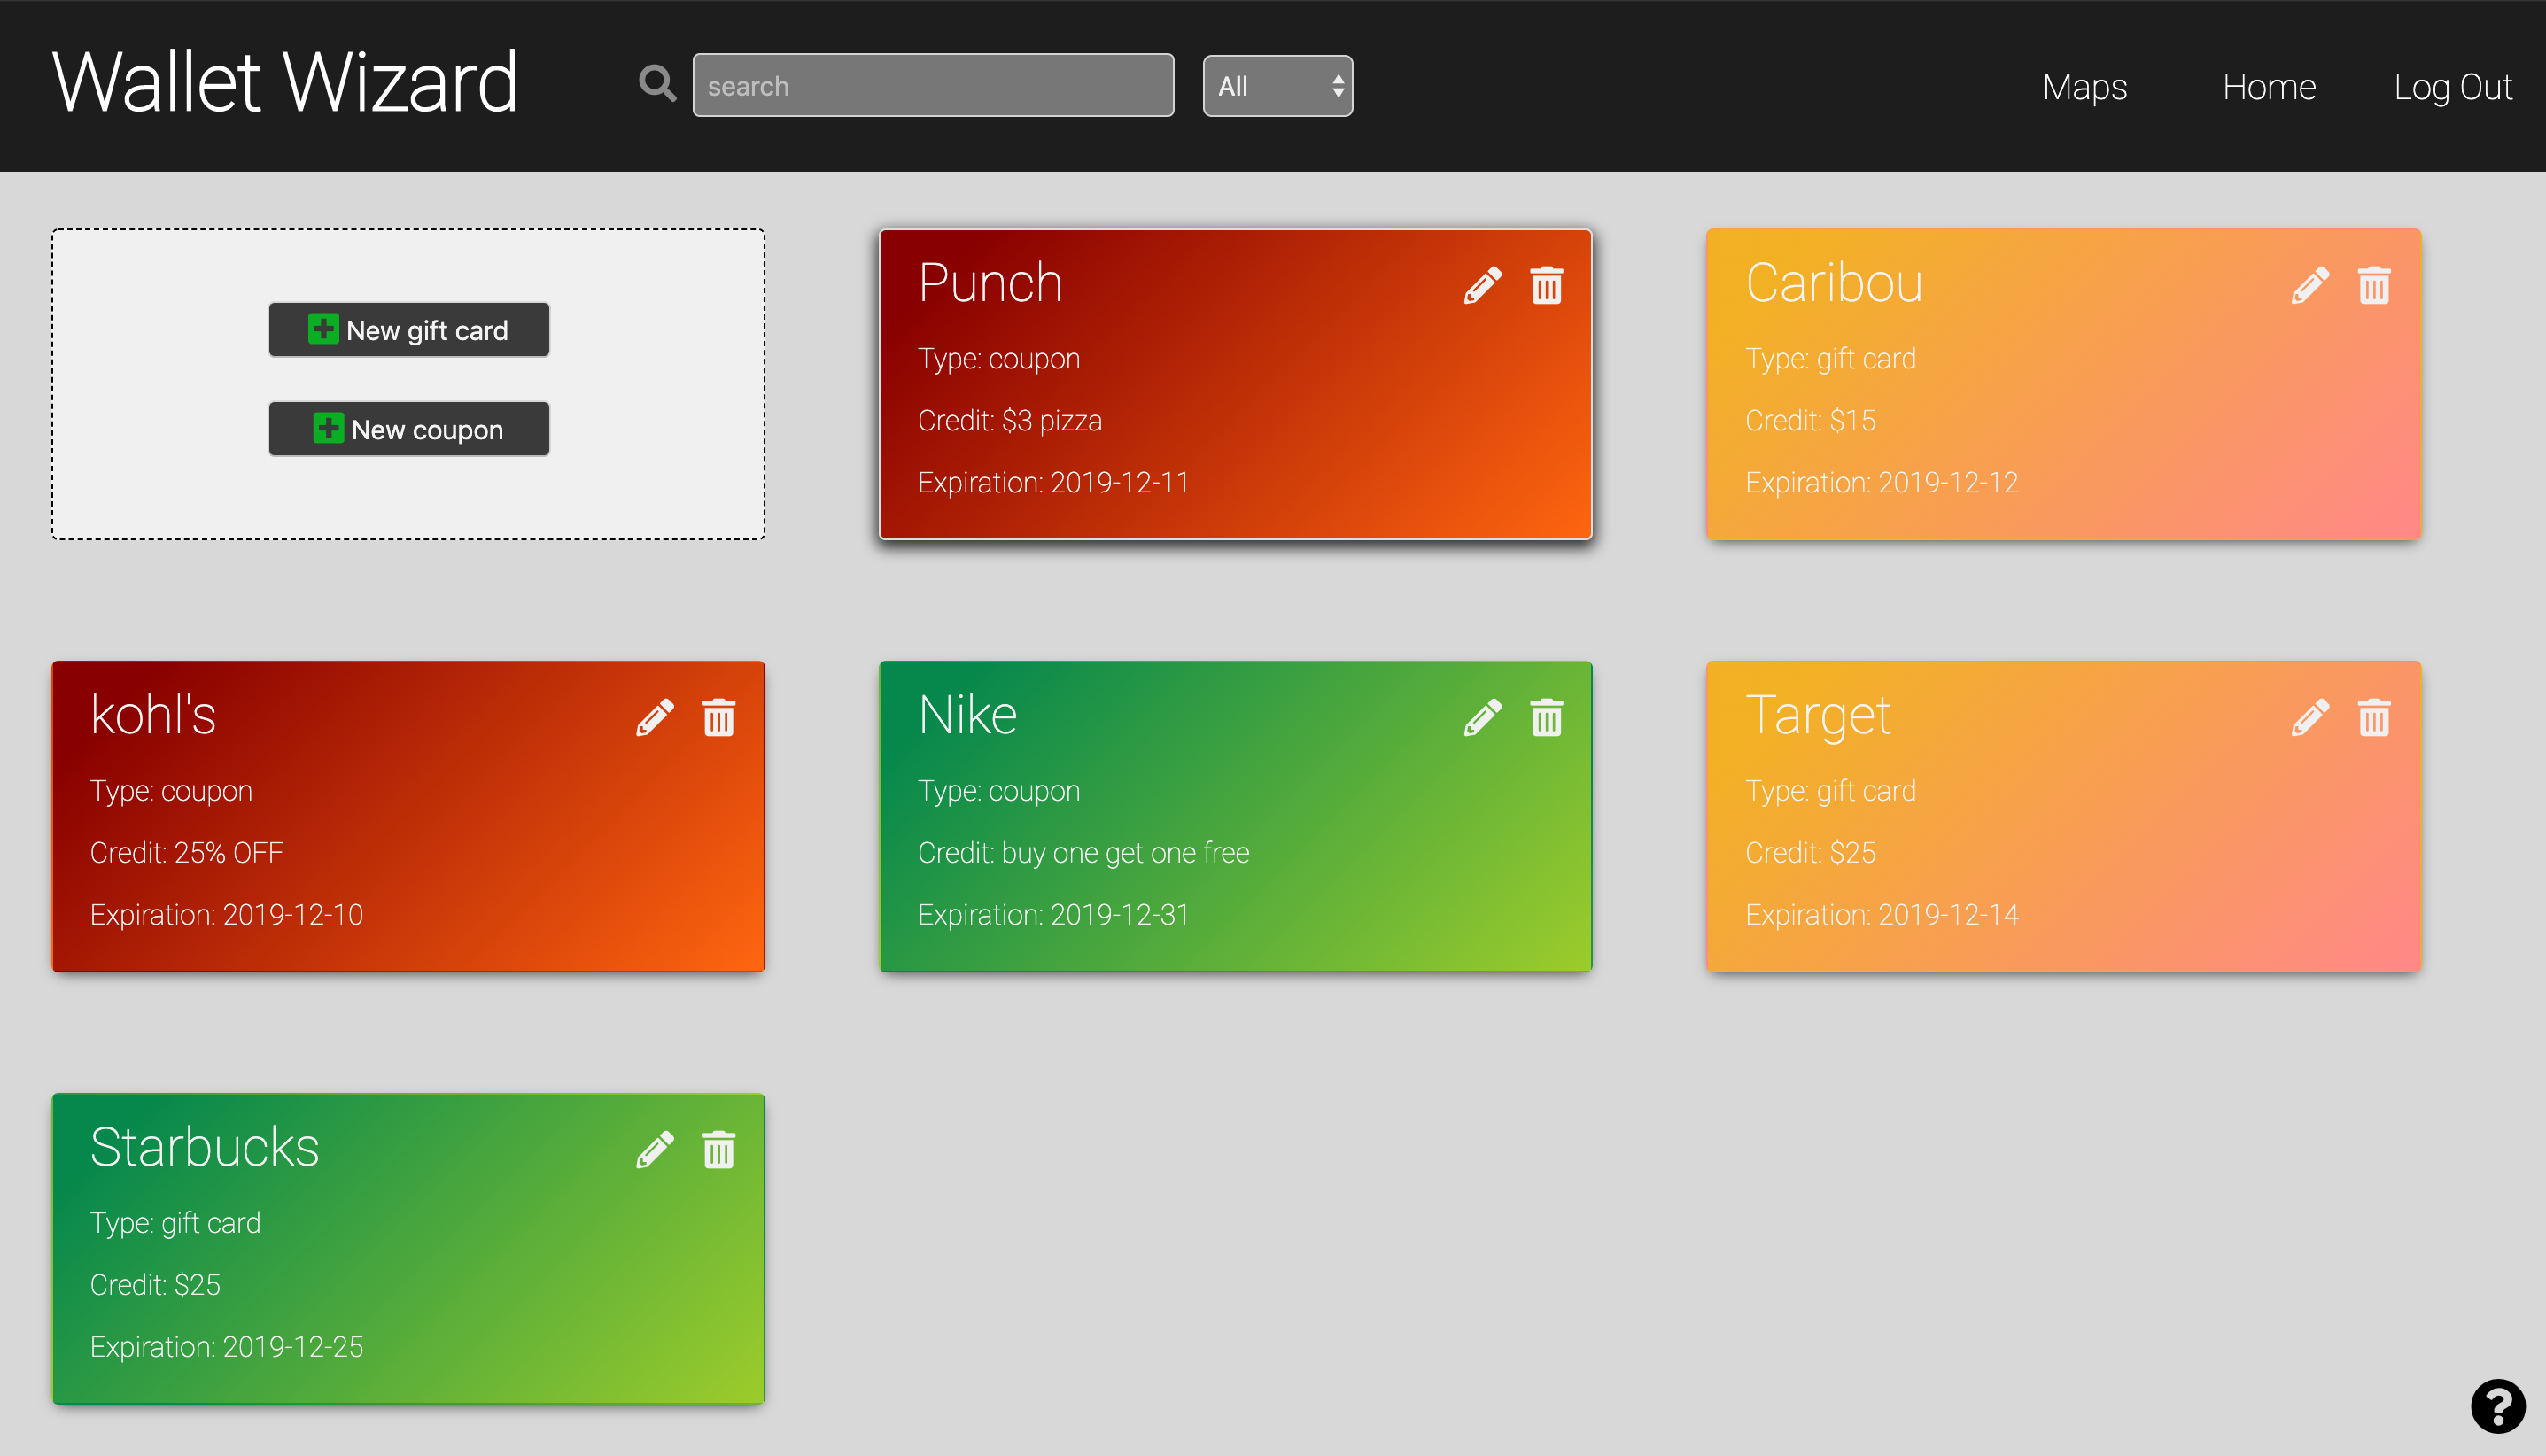 Wallet Wizard
search
All
Maps
Home
Log Out
New gift card
New coupon
Punch
Type: coupon
Credit: $3 pizza
Expiration: 2019-12-11
Caribou
Type: gift card
Credit: $15
Expiration: 2019-12-12
kohl's
Type: coupon
Credit: 25% OFF
Expiration: 2019-12-10
Nike
Type: coupon
Credit: buy one get one free
Expiration: 2019-12-31
Target
Type: gift card
Credit: $25
Expiration: 2019-12-14
Starbucks
Type: gift card
Credit: $25
Expiration: 2019-12-25
?